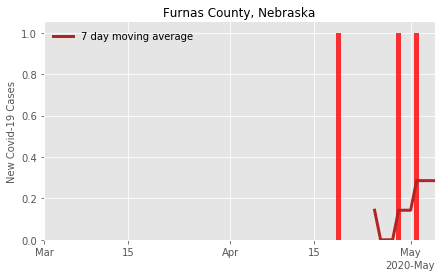 Furnas County, Nebraska
7 day moving average
New Covid-19 Cases
1.0
0.8
0.6
0.4
0.2
0.0
Mar
15
Apr
15
May
2020-May